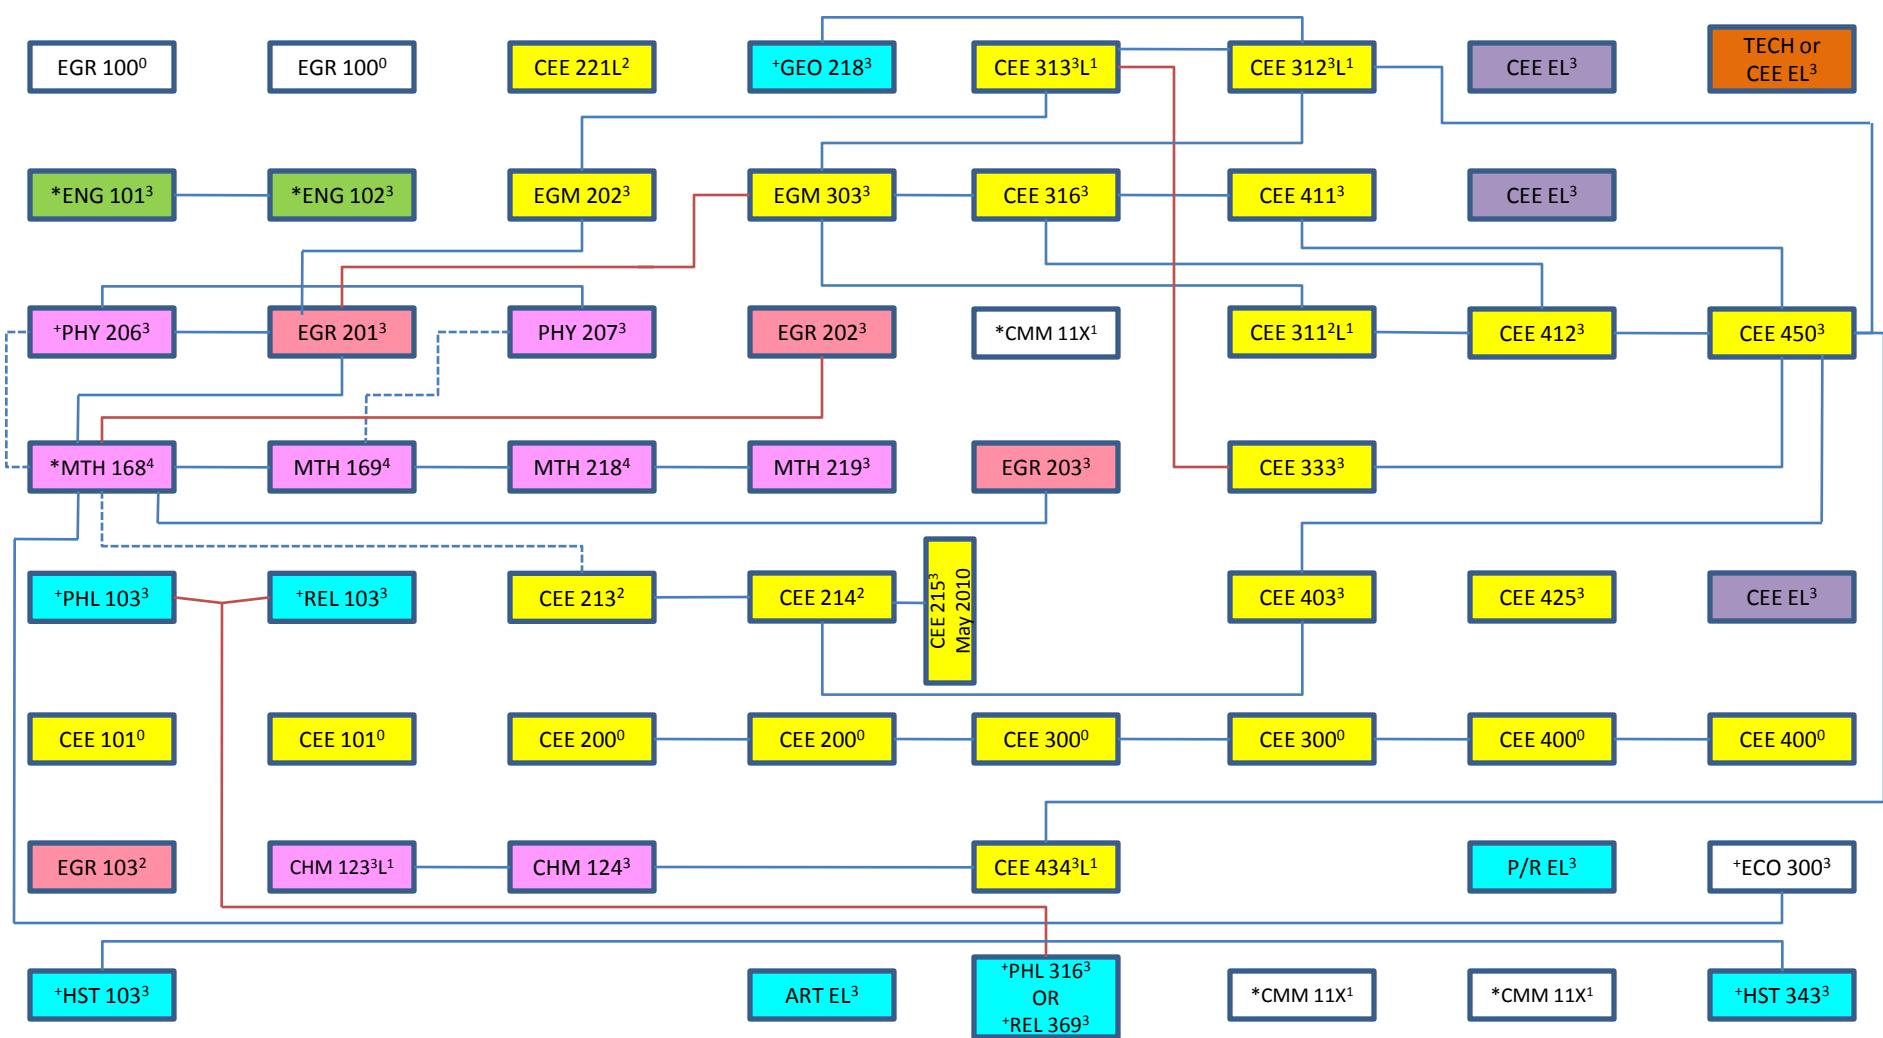 EGR 100⁰
EGR 100⁰
CEE 221L²
⁺GEO 218³
CEE 313³L¹
CEE 312³L¹
CEE EL³
TECH or
CEE EL³
*ENG 101³
*ENG 102³
EGM 202³
EGM 303³
CEE 316³
CEE 411³
CEE EL³
⁺PHY 206³
EGR 201³
PHY 207³
EGR 202³
*CMM 11X¹
CEE 311²L¹
CEE 412³
CEE 450³
*MTH 168⁴
MTH 169⁴
MTH 218⁴
MTH 219³
EGR 203³
CEE 333³
⁺PHL 103³
⁺REL 103³
CEE 213²
CEE 214²
CEE 215³
May 2010
CEE 403³
CEE 425³
CEE EL³
CEE 101⁰
CEE 101⁰
CEE 200⁰
CEE 200⁰
CEE 300⁰
CEE 300⁰
CEE 400⁰
CEE 400⁰
EGR 103²
CHM 123³L¹
CHM 124³
CEE 434³L¹
P/R EL³
⁺ECO 300³
⁺HST 103³
ART EL³
⁺PHL 316³
OR
⁺REL 369³
*CMM 11X¹
*CMM 11X¹
⁺HST 343³